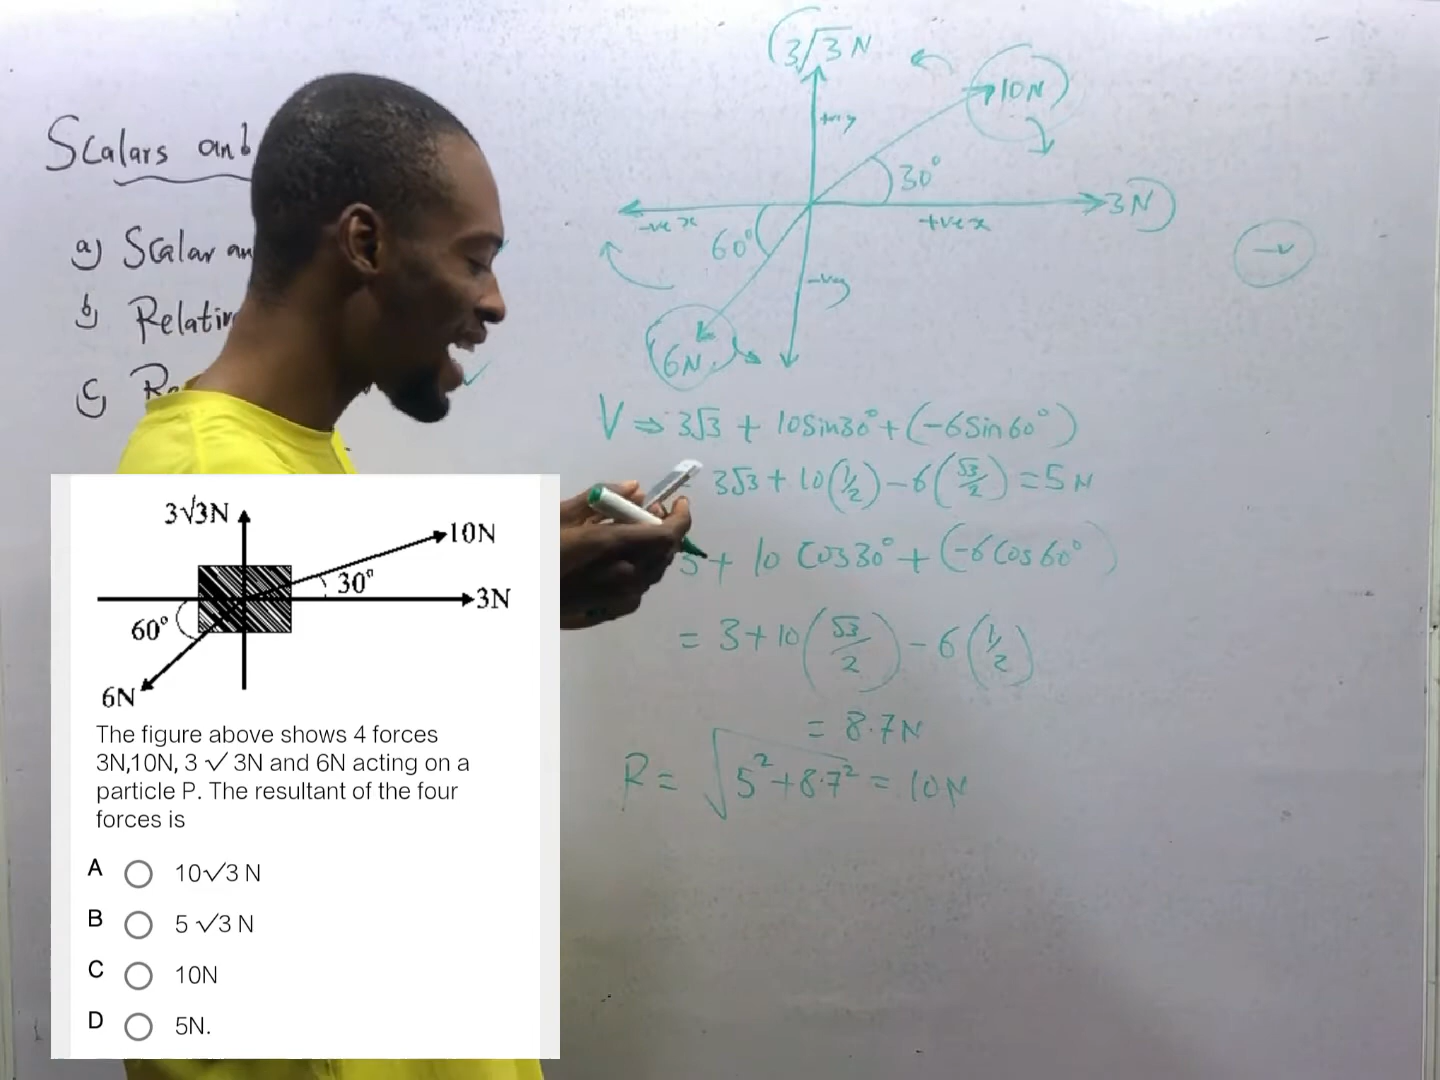 Scalars and
a) Scalar an
b) Relativ
c) Re
3√3 N
10N
+ve y
30°
3N
-ve x
+ve x
60°
-ve y
6N
-v
V ⇒ 3√3 + 10Sin30° + (-6Sin60°)
3√3 + 10(1/2) - 6(√3/2) = 5N
+ 10 Cos30° + (-6Cos60°)
= 3 + 10(√3/2) - 6(1/2)
= 8.7N
R = √5² + 8.7² = 10N
3√3N
10N
30°
3N
60°
6N
The figure above shows 4 forces
3N,10N, 3 ✓ 3N and 6N acting on a
particle P. The resultant of the four
forces is
A 10✓3 N
B 5 ✓3 N
C 10N
D 5N.